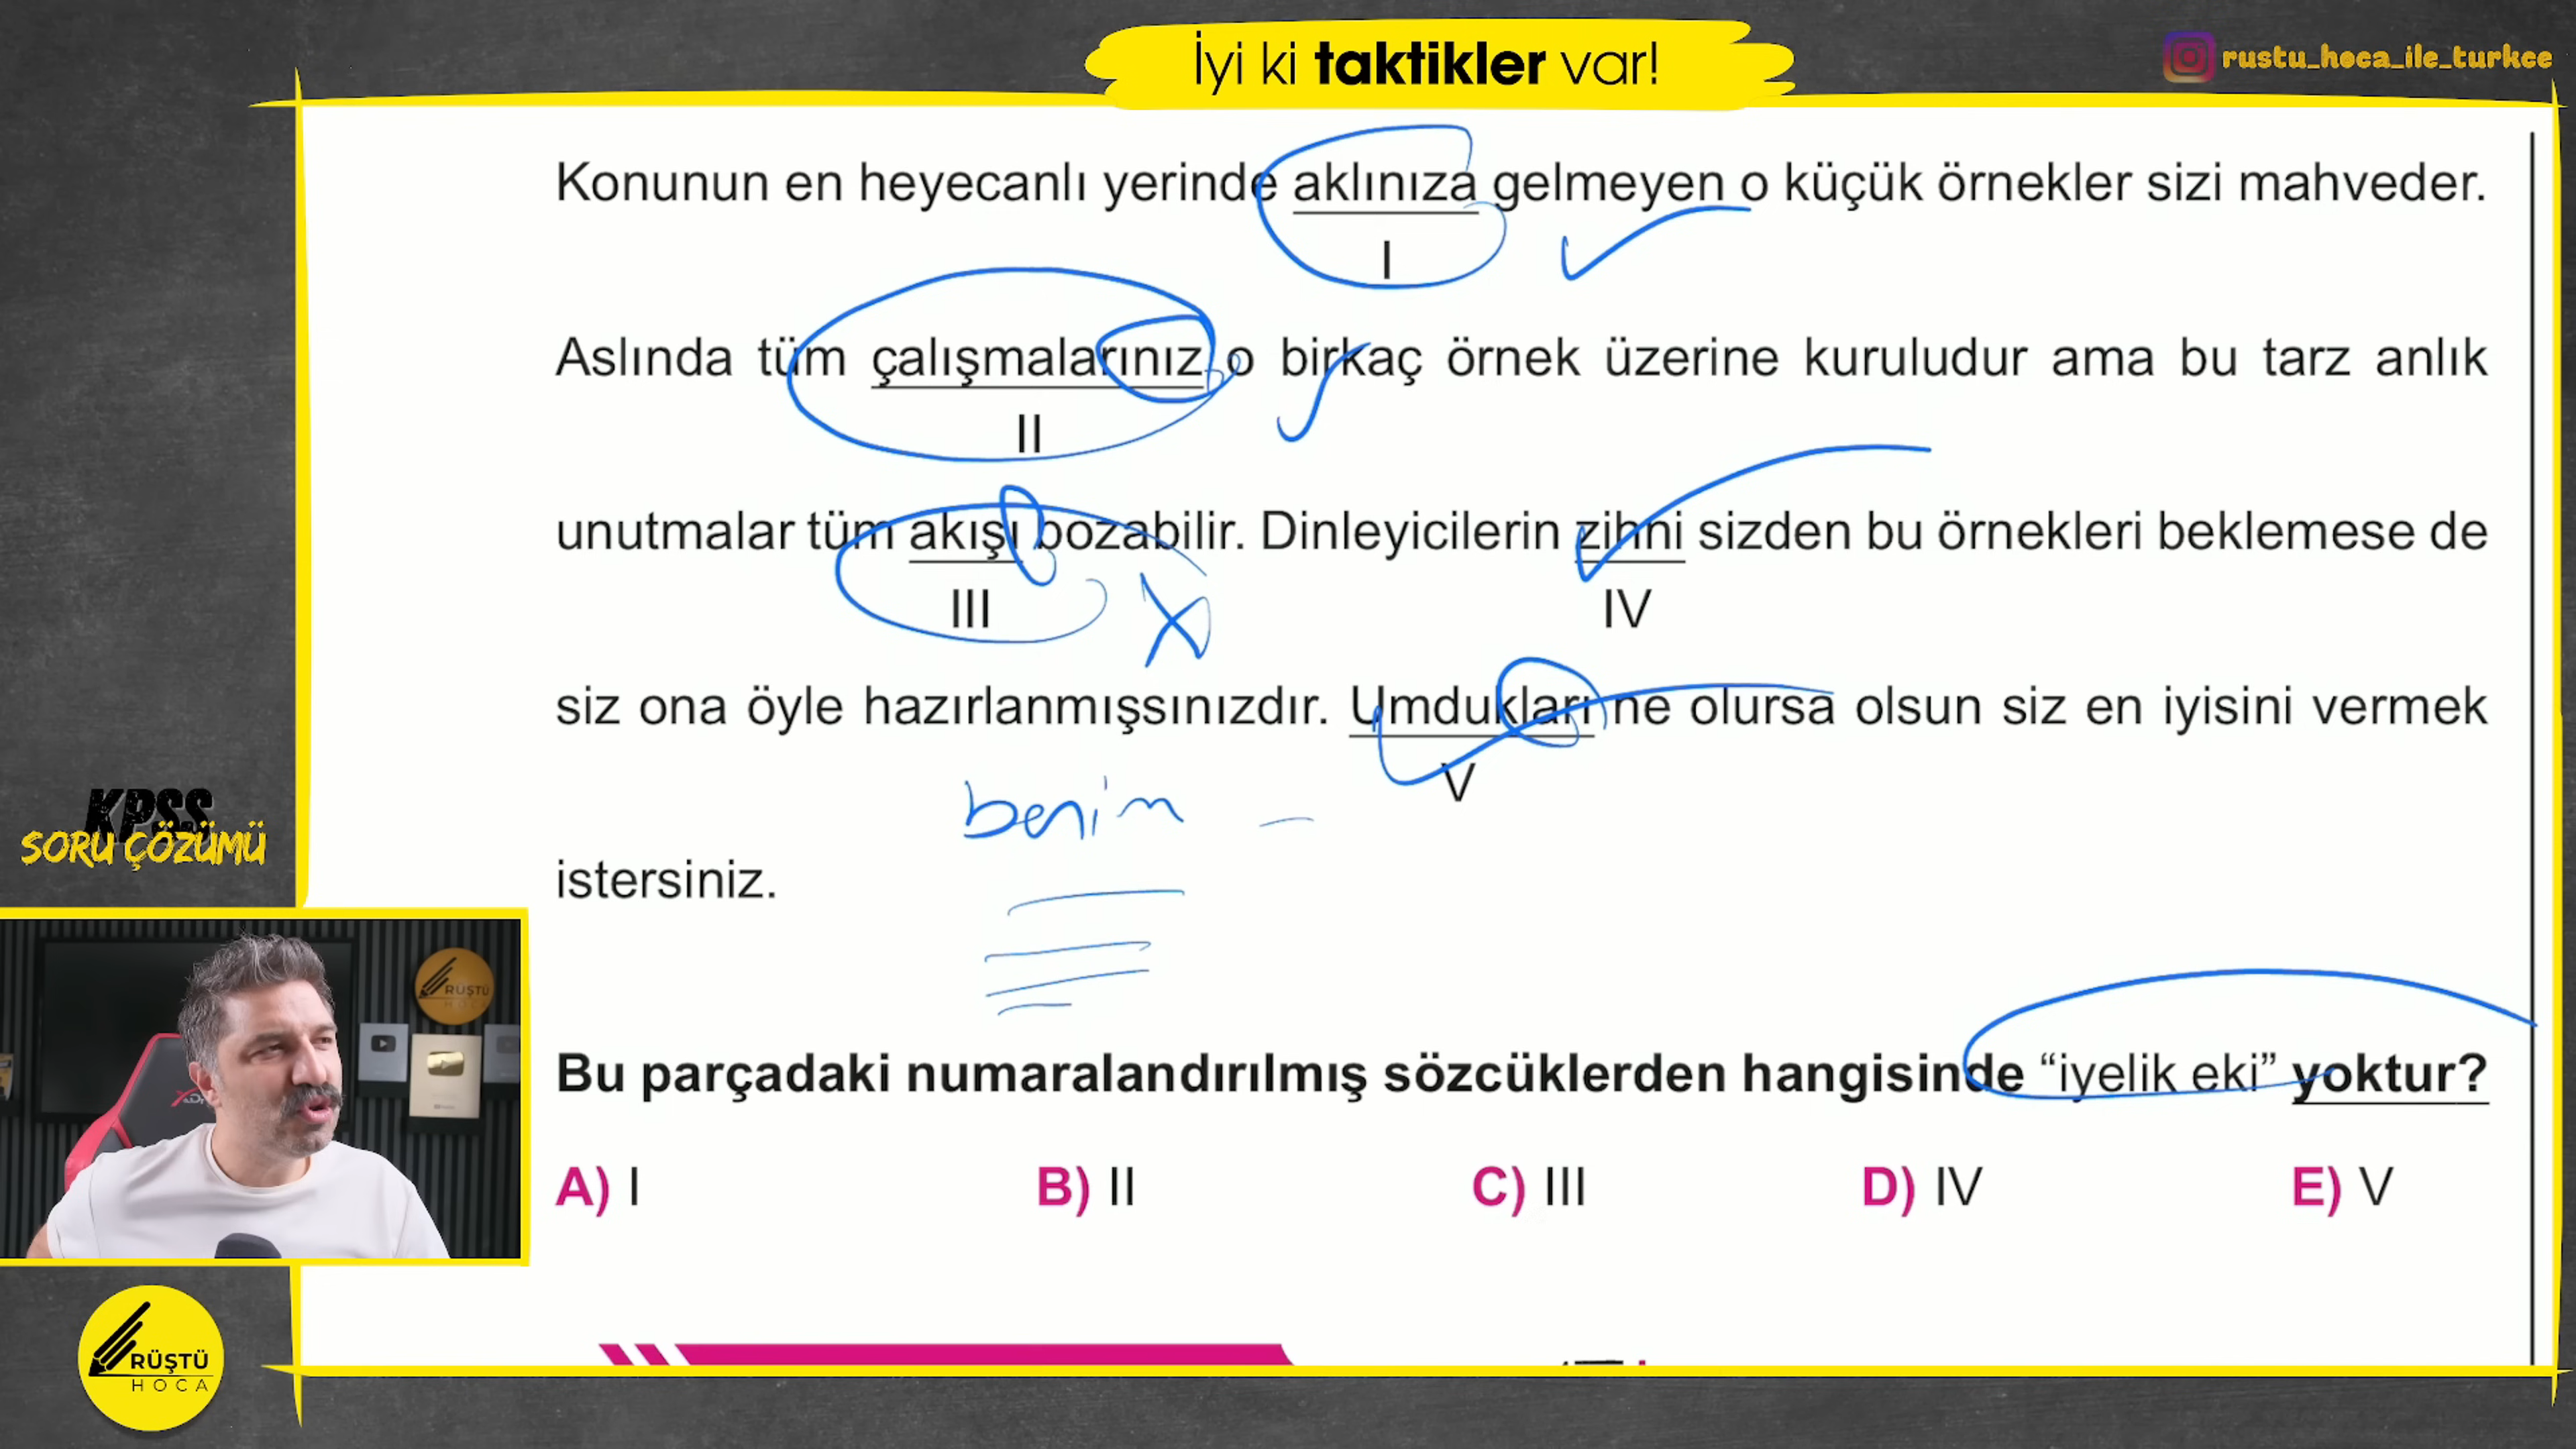 İyi ki taktikler var!
rustu_hoca_ile_turkce
Konunun en heyecanlı yerinde aklınıza gelmeyen o küçük örnekler sizi mahveder.
I
Aslında tüm çalışmalarınız o birkaç örnek üzerine kuruludur ama bu tarz anlık
II
unutmalar tüm akışı bozabilir. Dinleyicilerin zihni sizden bu örnekleri beklemese de
III IV
siz ona öyle hazırlanmışsınızdır. Umdukları ne olursa olsun siz en iyisini vermek
V
benim
istersiniz.
Bu parçadaki numaralandırılmış sözcüklerden hangisinde “iyelik eki” yoktur?
A) I B) II C) III D) IV E) V
KPSS
SORU ÇÖZÜMÜ
RÜŞTÜ
HOCA
RÜŞTÜ
HOCA